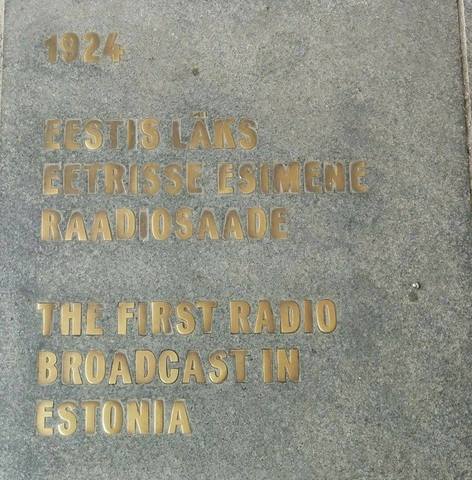 1924
EESTIS LÄKS
EETRISSE ESIMENE
RAADIOSAADE
THE FIRST RADIO
BROADCAST IN
ESTONIA